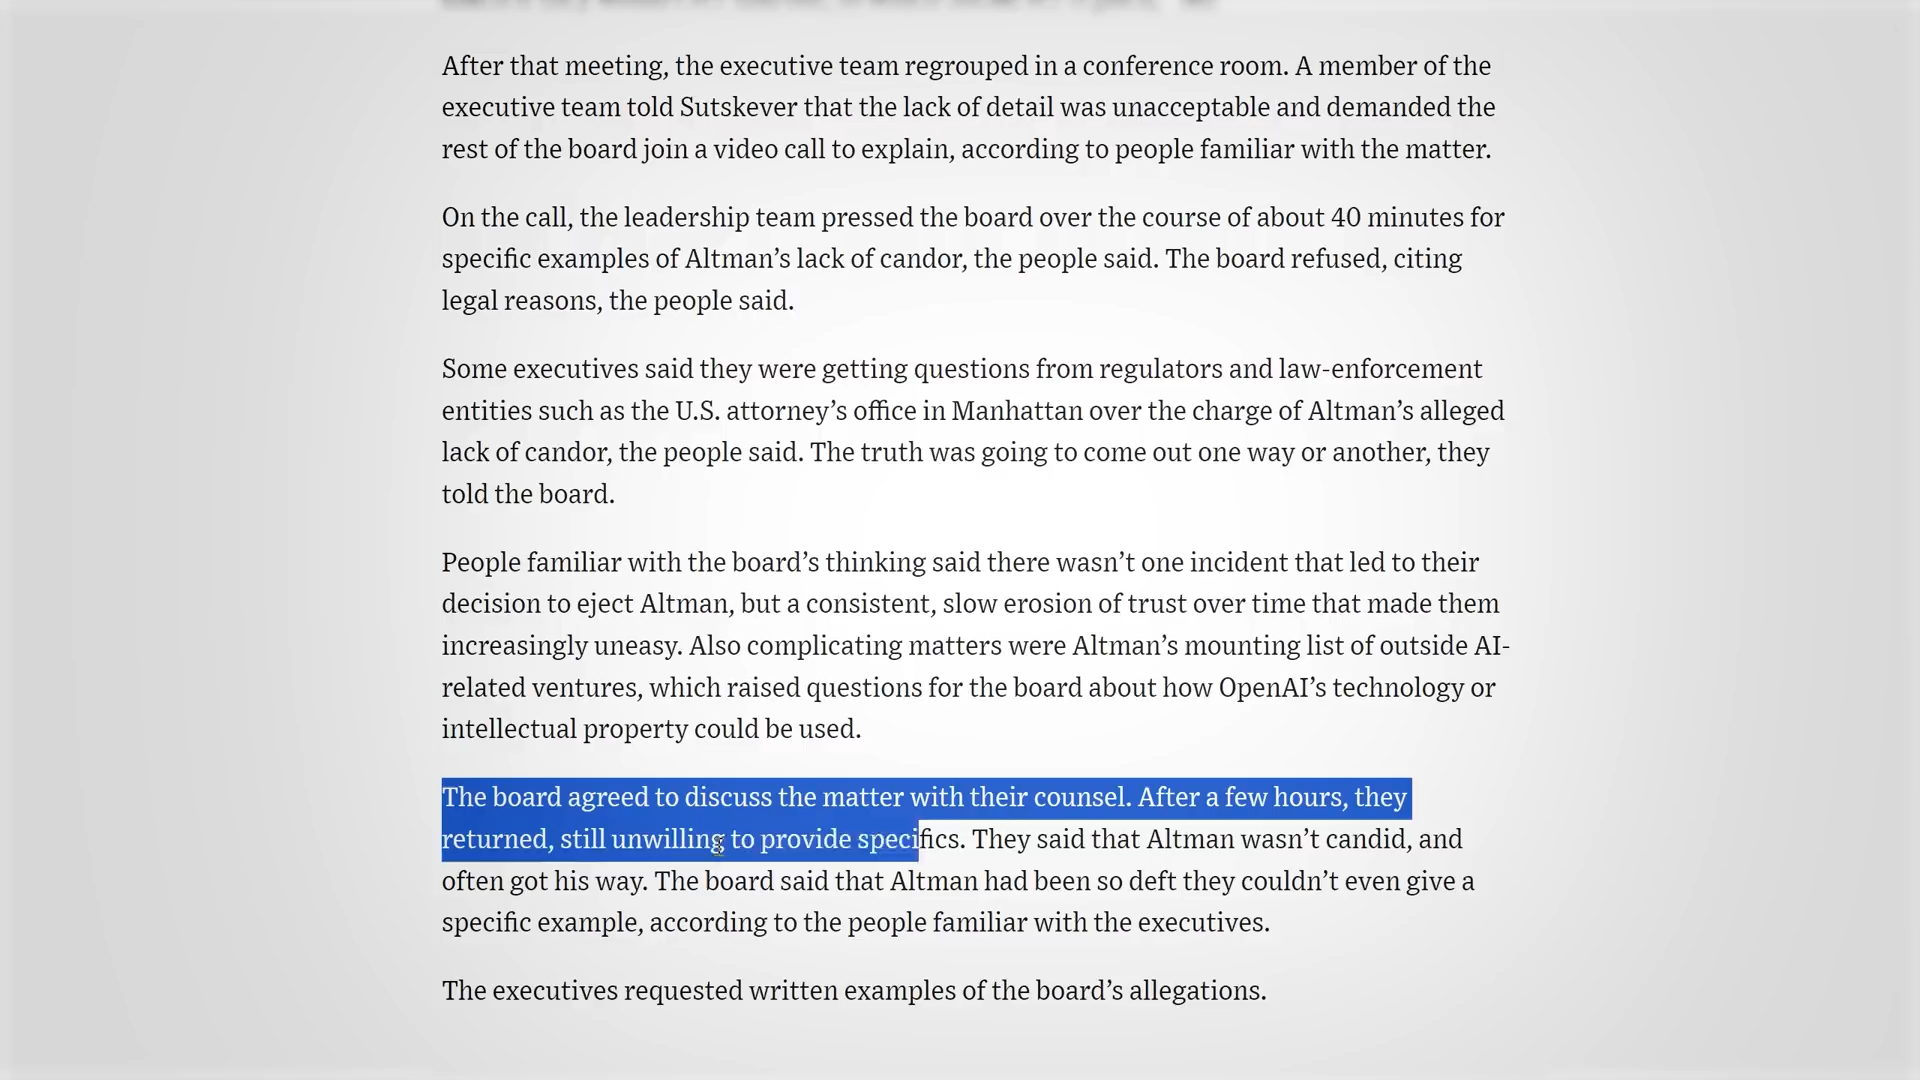 After that meeting, the executive team regrouped in a conference room. A member of the
executive team told Sutskever that the lack of detail was unacceptable and demanded the
rest of the board join a video call to explain, according to people familiar with the matter.
On the call, the leadership team pressed the board over the course of about 40 minutes for
specific examples of Altman’s lack of candor, the people said. The board refused, citing
legal reasons, the people said.
Some executives said they were getting questions from regulators and law-enforcement
entities such as the U.S. attorney’s office in Manhattan over the charge of Altman’s alleged
lack of candor, the people said. The truth was going to come out one way or another, they
told the board.
People familiar with the board’s thinking said there wasn’t one incident that led to their
decision to eject Altman, but a consistent, slow erosion of trust over time that made them
increasingly uneasy. Also complicating matters were Altman’s mounting list of outside AI-
related ventures, which raised questions for the board about how OpenAI’s technology or
intellectual property could be used.
The board agreed to discuss the matter with their counsel. After a few hours, they
returned, still unwilling to provide specifics. They said that Altman wasn’t candid, and
often got his way. The board said that Altman had been so deft they couldn’t even give a
specific example, according to the people familiar with the executives.
The executives requested written examples of the board’s allegations.